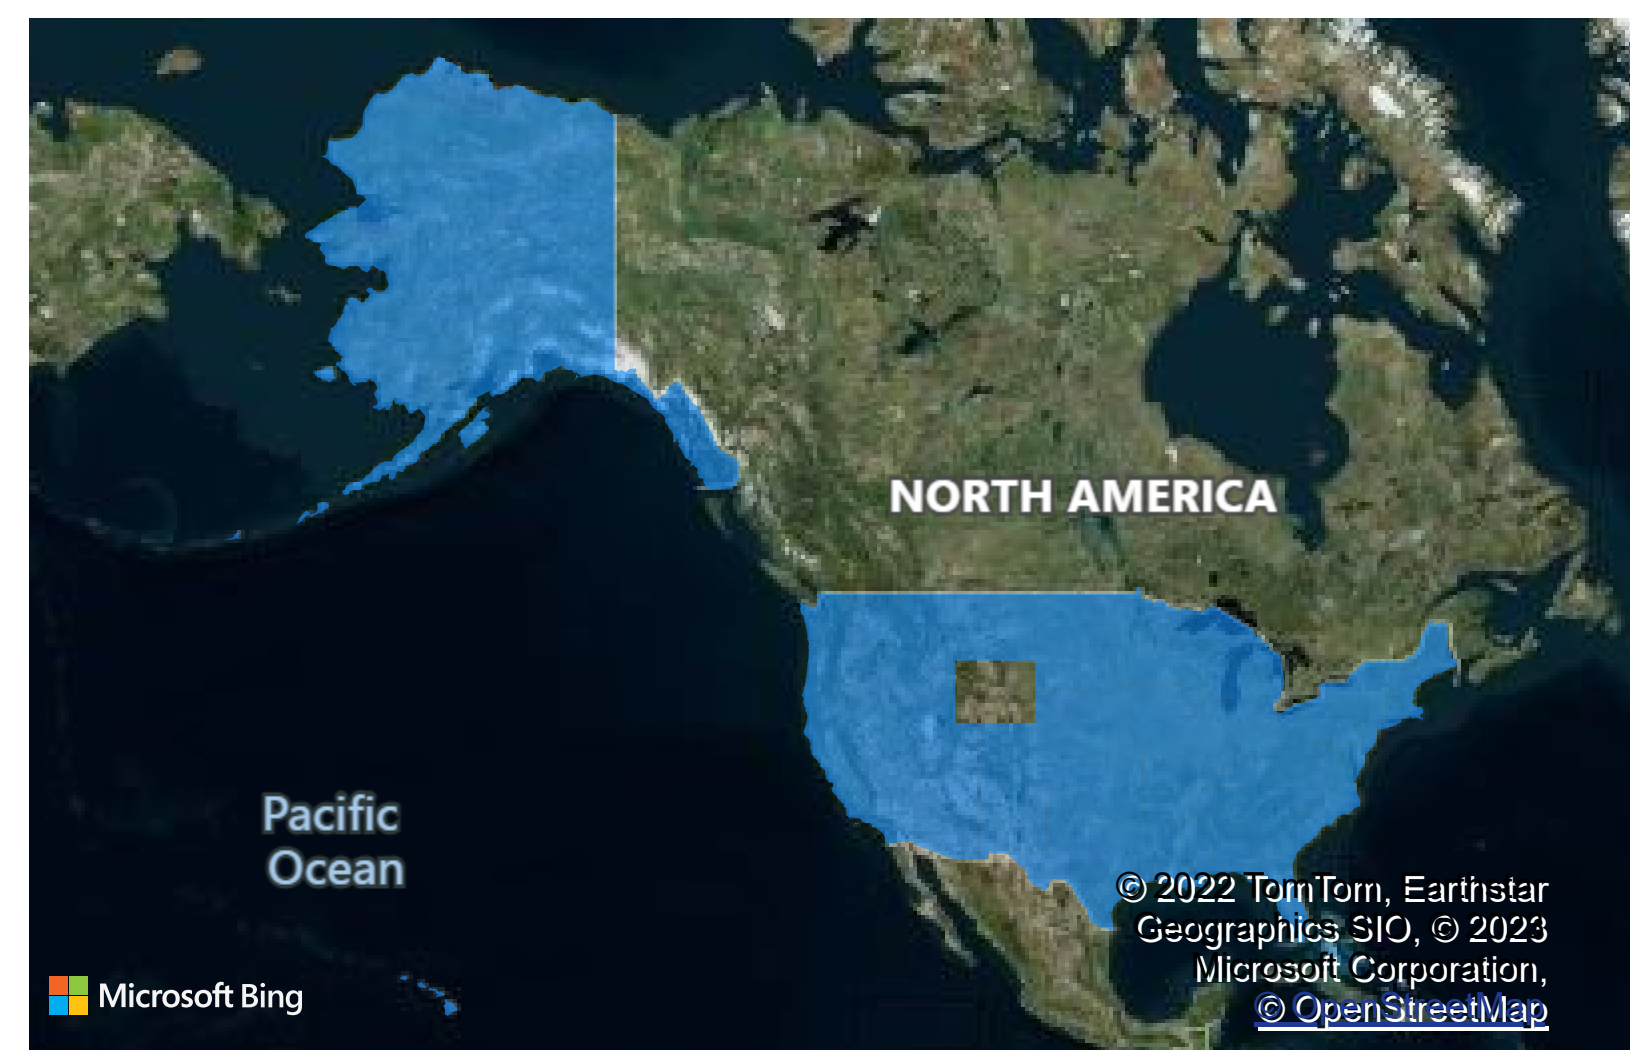 NORTH AMERICA
Pacific
Ocean
© 2022 TomTom, Earthstar
Geographics SIO, © 2023
Microsoft Corporation,
© OpenStreetMap
Microsoft Bing